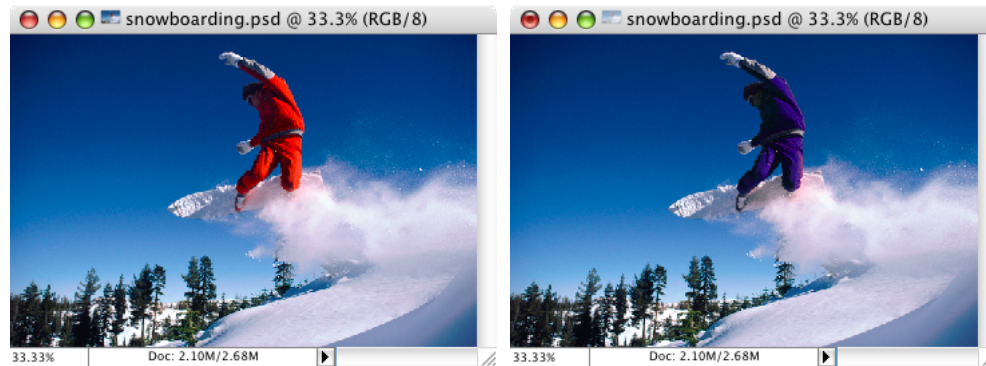 snowboarding.psd @ 33.3% (RGB/8)
33.33%
Doc: 2.10M/2.68M
snowboarding.psd @ 33.3% (RGB/8)
33.33%
Doc: 2.10M/2.68M